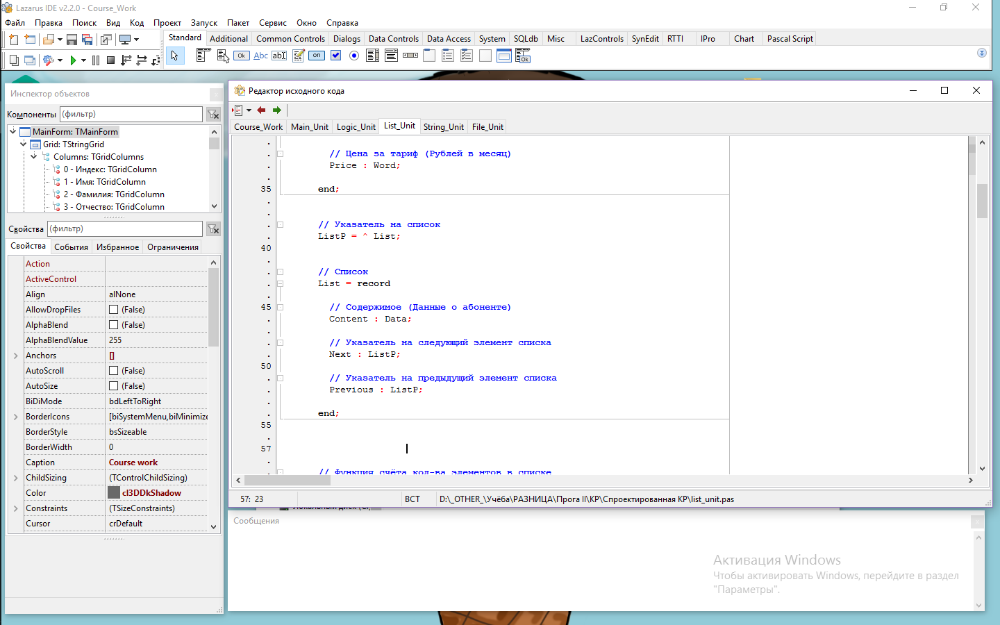 Lazarus IDE v2.2.0 - Course_Work
Файл Правка Поиск Вид Код Проект Запуск Пакет Сервис Окно Справка
Standard Additional Common Controls Dialogs Data Controls Data Access System SQLdb Misc LazControls SynEdit RTTI IPro Chart Pascal Script
Ok Abc ab on Ok
Инспектор объектов
Компоненты (фильтр)
MainForm: TMainForm
Grid: TStringGrid
Columns: TGridColumns
0 - Индекс: TGridColumn
1 - Имя: TGridColumn
2 - Фамилия: TGridColumn
3 - Отчество: TGridColumn
Свойства (фильтр)
Свойства События Избранное Ограничения
Action
ActiveControl
Align alNone
AllowDropFiles (False)
AlphaBlend (False)
AlphaBlendValue 255
Anchors []
AutoScroll (False)
AutoSize (False)
BiDiMode bdLeftToRight
BorderIcons [biSystemMenu,biMinimize
BorderStyle bsSizeable
BorderWidth 0
Caption Course work
ChildSizing (TControlChildSizing)
Color cl3DDkShadow
Constraints (TSizeConstraints)
Cursor crDefault
Редактор исходного кода
Course_Work Main_Unit Logic_Unit List_Unit String_Unit File_Unit
// Цена за тариф (Рублей в месяц)
Price : Word;
35 end;
// Указатель на список
ListP = ^ List;
40
// Список
List = record
45 // Содержимое (Данные о абоненте)
Content : Data;
// Указатель на следующий элемент списка
Next : ListP;
50
// Указатель на предыдущий элемент списка
Previous : ListP;
end;
55
57
// Функция счёта кол-ва элементов в списке
57: 23 ВСТ D:\_OTHER_\Учёба\РАЗНИЦА\Прога II\КР\Спроектированная КР\list_unit.pas
Локальный диск (C:)
Сообщения
Активация Windows
Чтобы активировать Windows, перейдите в раздел
"Параметры".